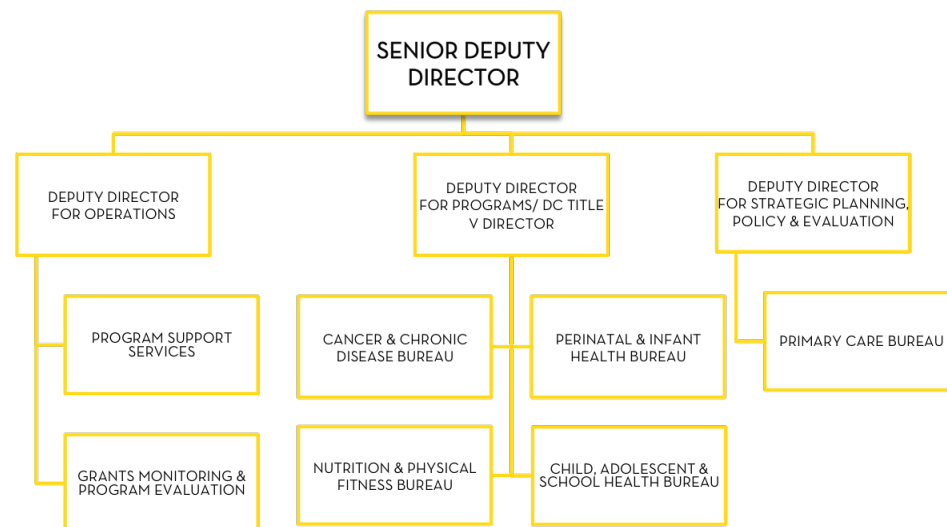 SENIOR DEPUTY
DIRECTOR
DEPUTY DIRECTOR
FOR OPERATIONS
DEPUTY DIRECTOR
FOR PROGRAMS/ DC TITLE
V DIRECTOR
DEPUTY DIRECTOR
FOR STRATEGIC PLANNING,
POLICY & EVALUATION
PROGRAM SUPPORT
SERVICES
CANCER & CHRONIC
DISEASE BUREAU
PERINATAL & INFANT
HEALTH BUREAU
PRIMARY CARE BUREAU
GRANTS MONITORING &
PROGRAM EVALUATION
NUTRITION & PHYSICAL
FITNESS BUREAU
CHILD, ADOLESCENT &
SCHOOL HEALTH BUREAU